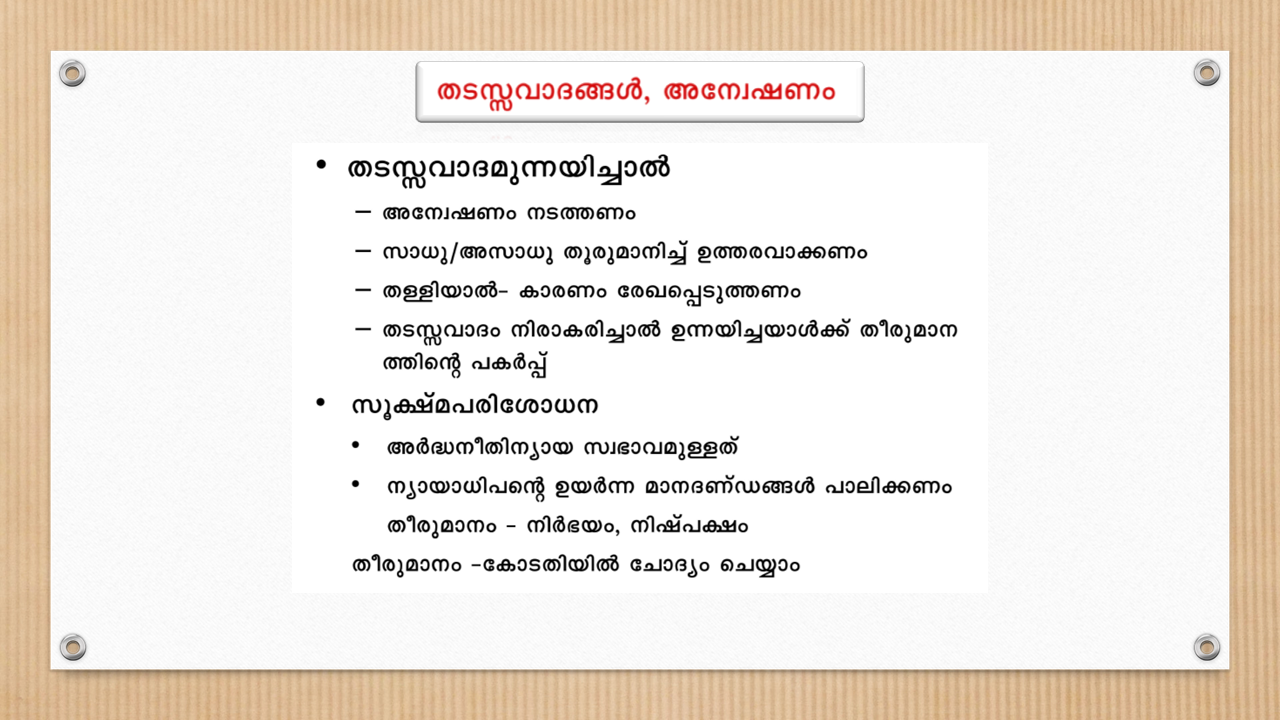 തടസ്സവാദങ്ങൾ, അന്വേഷണം
• തടസ്സവാദമുന്നയിച്ചാൽ
– അന്വേഷണം നടത്തണം
– സാധു/അസാധു തൂരുമാനിച്ച് ഉത്തരവാക്കണം
– തള്ളിയാൽ– കാരണം രേഖപ്പെടുത്തണം
– തടസ്സവാദം നിരാകരിച്ചാൽ ഉന്നയിച്ചയാൾക്ക് തീരുമാന
ത്തിന്റെ പകർപ്പ്
• സൂക്ഷ്മപരിശോധന
• അർദ്ധനീതിന്യായ സ്വഭാവമുള്ളത്
• ന്യായാധിപന്റെ ഉയർന്ന മാനദണ്ഡങ്ങൾ പാലിക്കണം
തീരുമാനം – നിർഭയം, നിഷ്പക്ഷം
തീരുമാനം –കോടതിയിൽ ചോദ്യം ചെയ്യാം